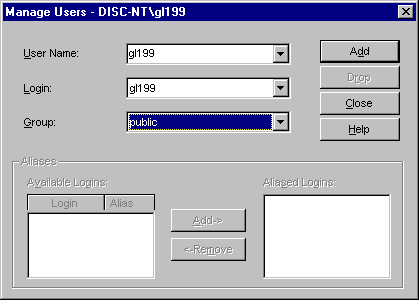 Manage Users - DISC-NT\gl199
User Name: gl199 Add
Drop
Login: gl199
Close
Group: public
Help
Aliases
Available Logins: Aliased Logins:
Login Alias
Add->
<-Remove